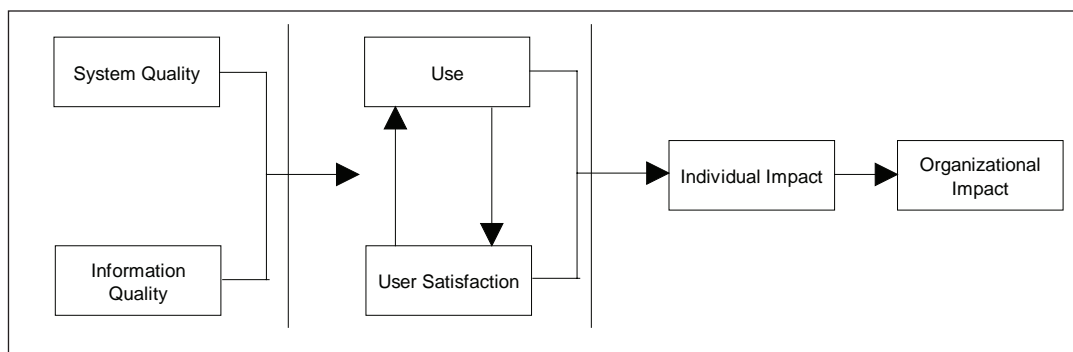 System Quality
Use
Individual Impact
Organizational
Impact
Information
Quality
User Satisfaction